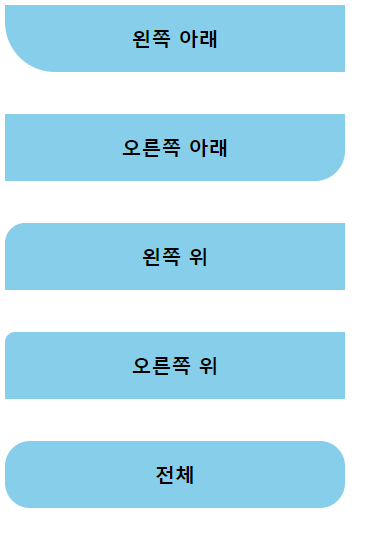 왼쪽 아래
오른쪽 아래
왼쪽 위
오른쪽 위
전체